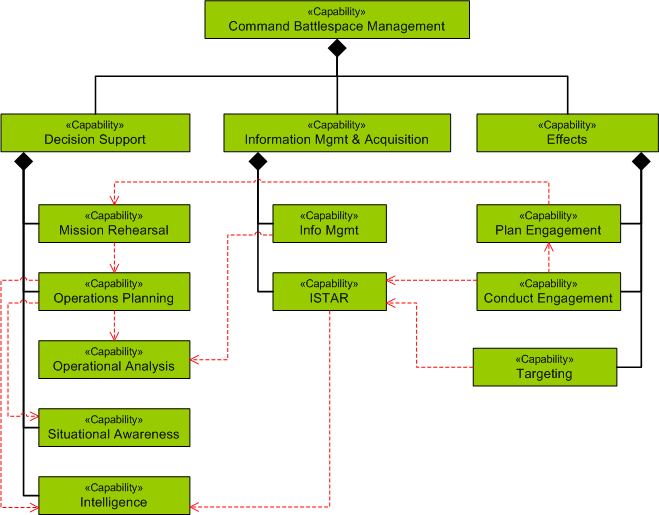 «Capability»
Command Battlespace Management
«Capability»
Decision Support
«Capability»
Information Mgmt & Acquisition
«Capability»
Effects
«Capability»
Mission Rehearsal
«Capability»
Info Mgmt
«Capability»
Plan Engagement
«Capability»
Operations Planning
«Capability»
ISTAR
«Capability»
Conduct Engagement
«Capability»
Operational Analysis
«Capability»
Targeting
«Capability»
Situational Awareness
«Capability»
Intelligence